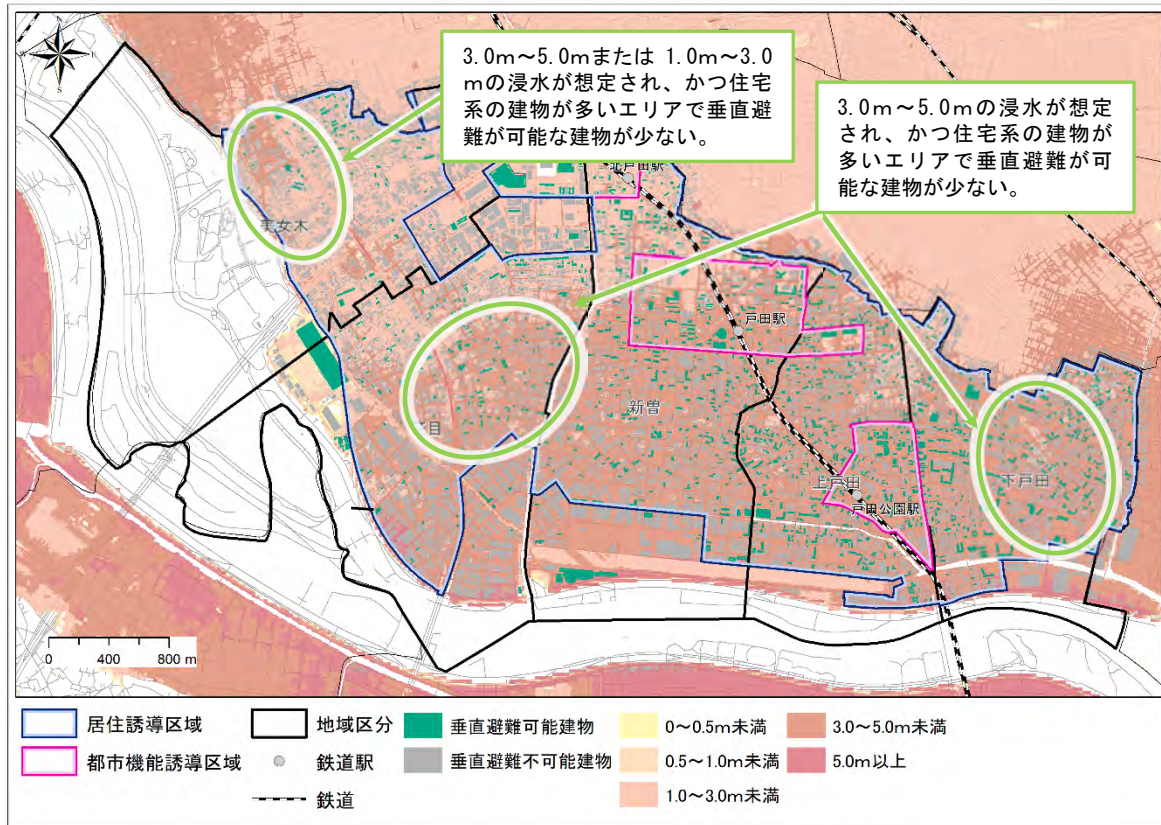 3.0m~5.0mまたは 1.0m~3.0
mの浸水が想定され、かつ住宅
系の建物が多いエリアで垂直避
難が可能な建物が少ない。
3.0m~5.0mの浸水が想定
され、かつ住宅系の建物が
多いエリアで垂直避難が可
能な建物が少ない。
N
W
S
北戸田駅
美女木
戸田駅
新曽
目
上戸田
戸田公園駅
下戸田
0 400 800 m
居住誘導区域
都市機能誘導区域
地域区分
鉄道駅
鉄道
垂直避難可能建物
垂直避難不可能建物
0~0.5m未満
0.5~1.0m未満
1.0~3.0m未満
3.0~5.0m未満
5.0m以上